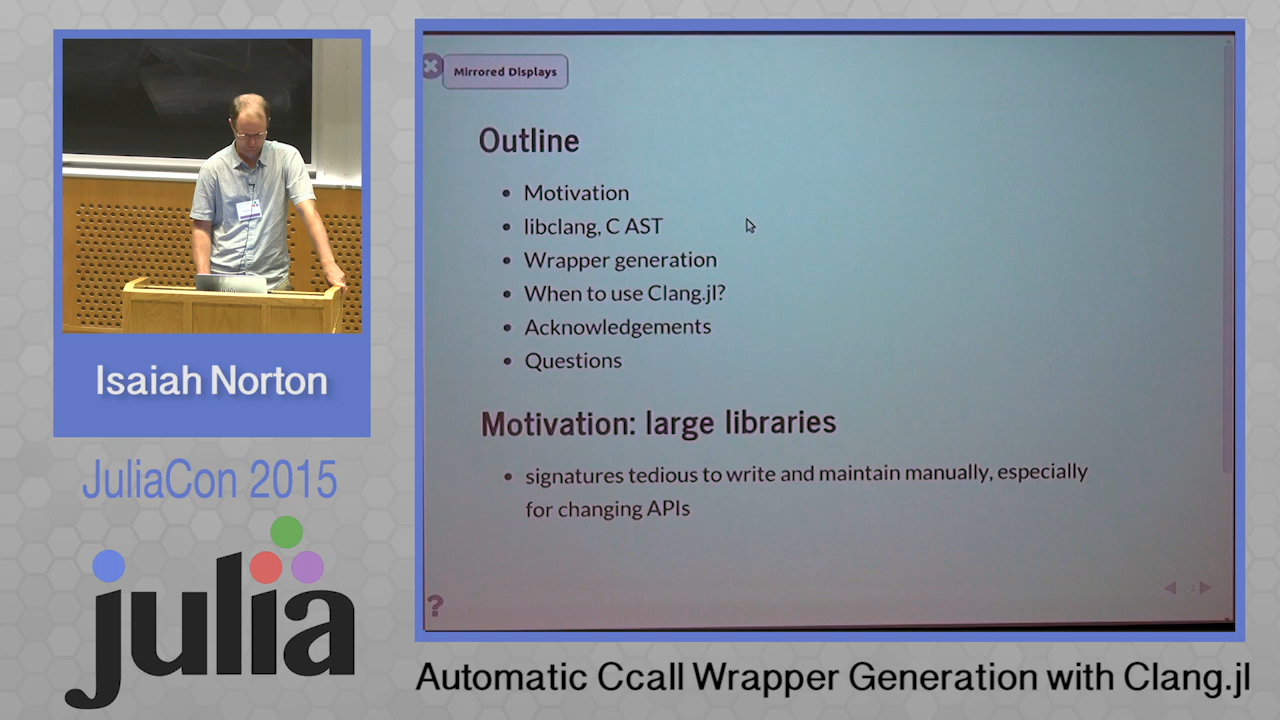 Isaiah Norton
JuliaCon 2015
julia
Mirrored Displays
Outline
• Motivation
• libclang, C AST
• Wrapper generation
• When to use Clang.jl?
• Acknowledgements
• Questions
Motivation: large libraries
• signatures tedious to write and maintain manually, especially
for changing APIs
?
Automatic Ccall Wrapper Generation with Clang.jl